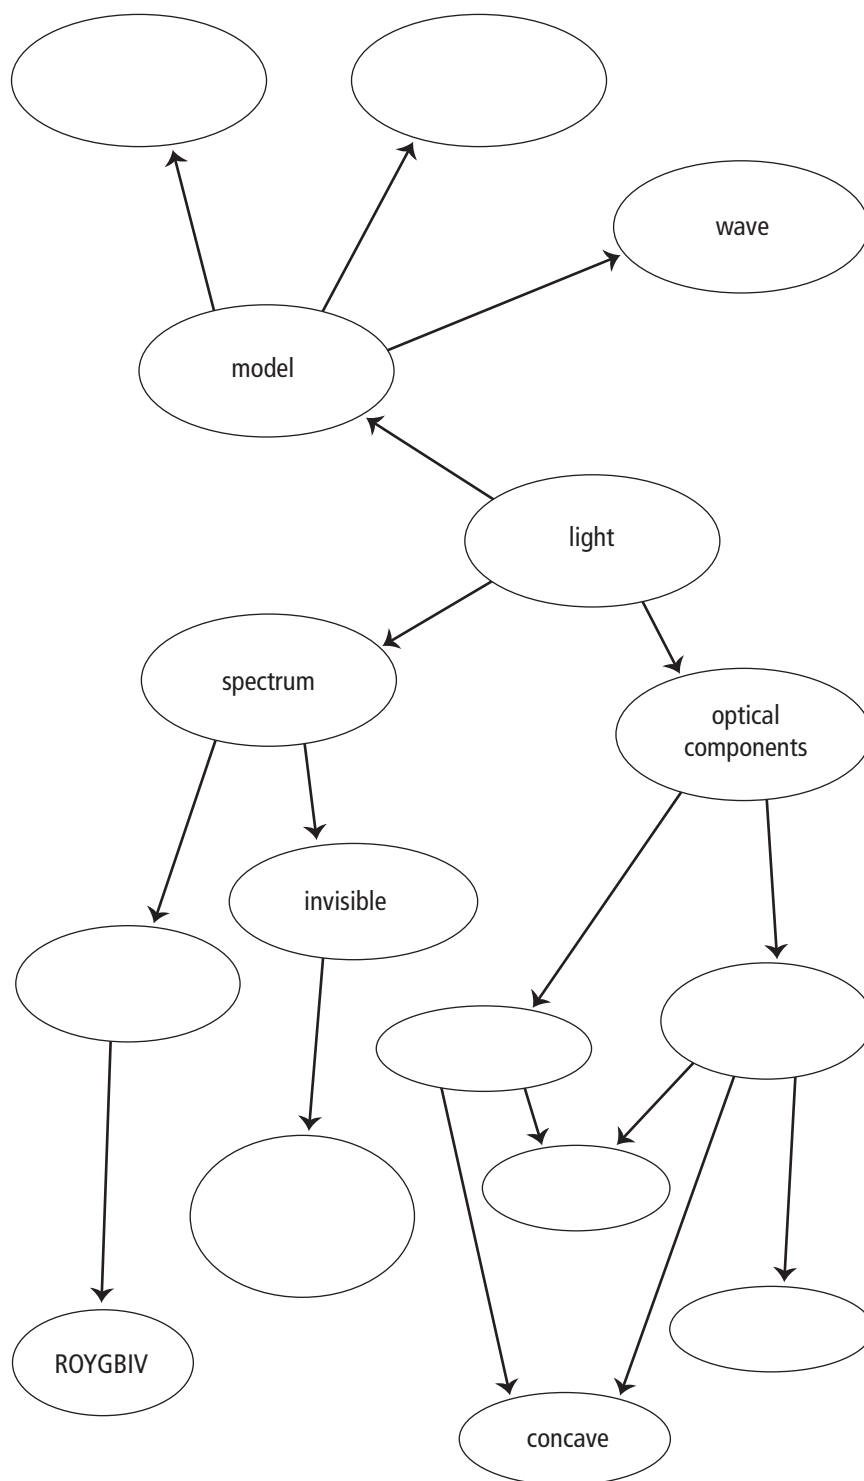 wave
model
light
spectrum
optical
components
invisible
ROYGBIV
concave